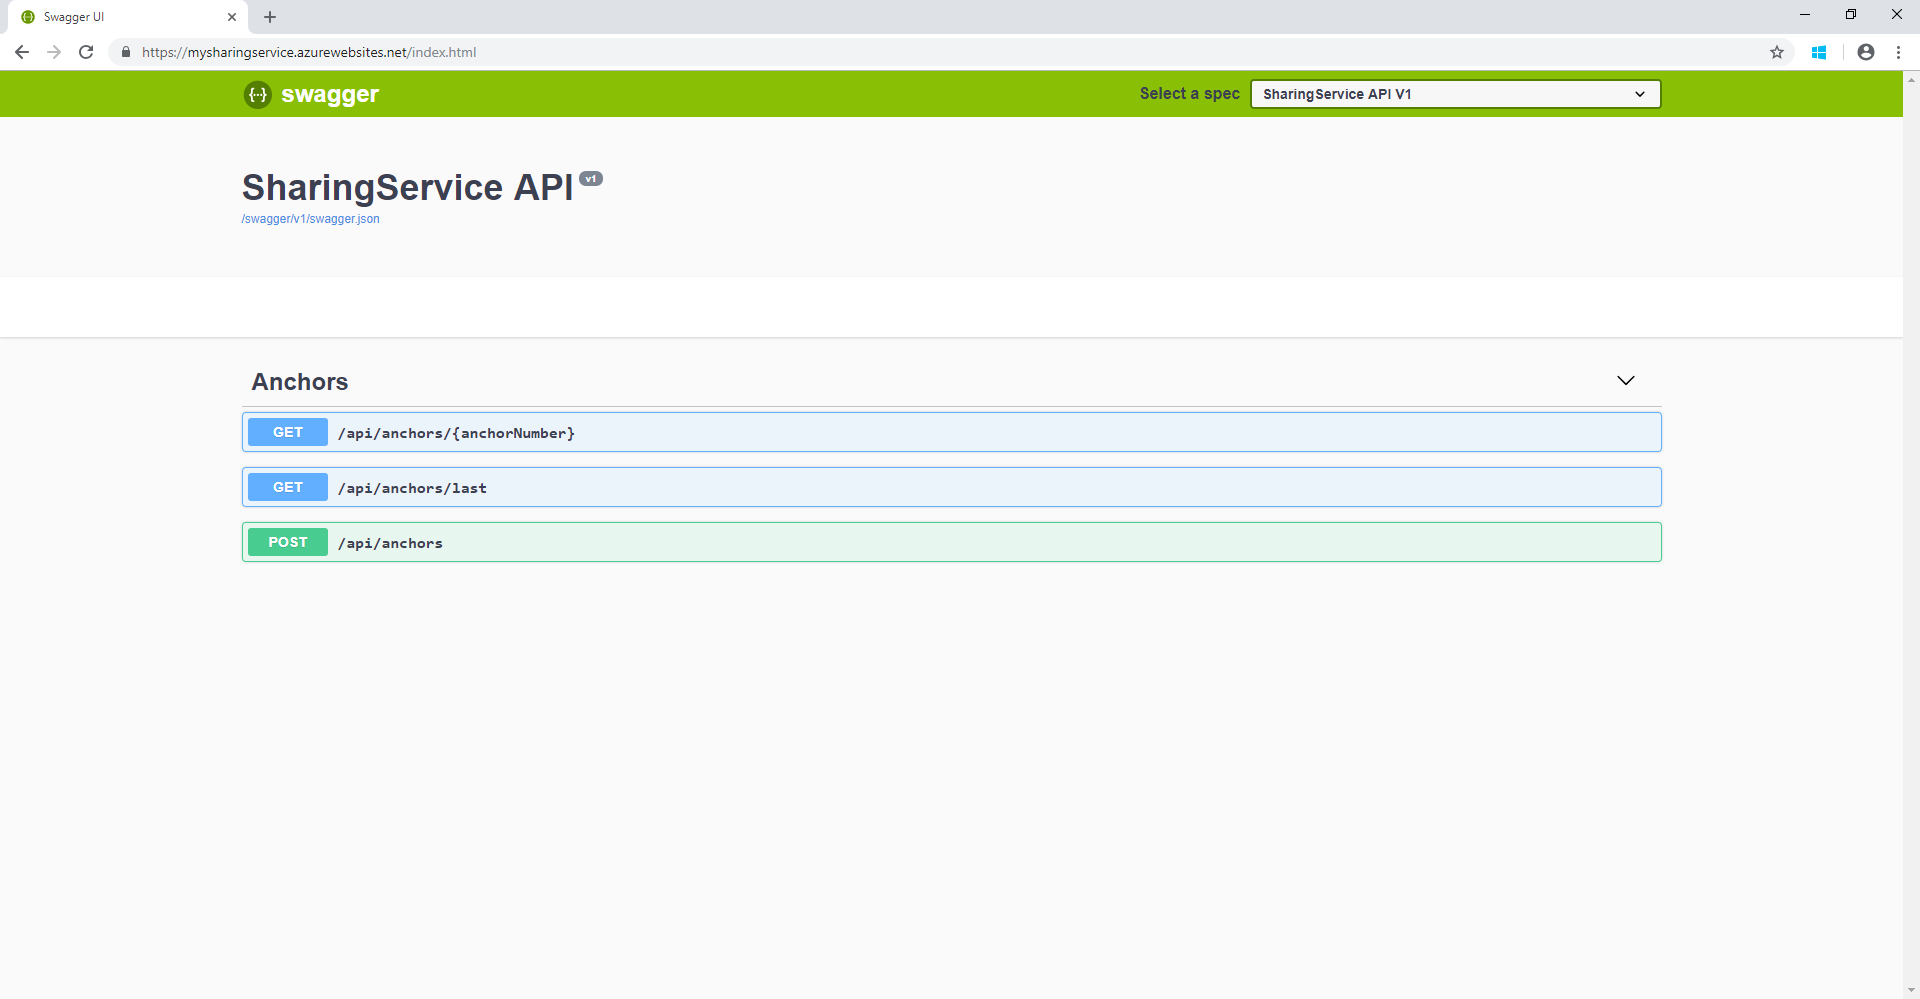 Swagger UI
https://mysharingservice.azurewebsites.net/index.html
{···} swagger
Select a spec
SharingService API V1
SharingService API v1
/swagger/v1/swagger.json
Anchors
GET /api/anchors/{anchorNumber}
GET /api/anchors/last
POST /api/anchors